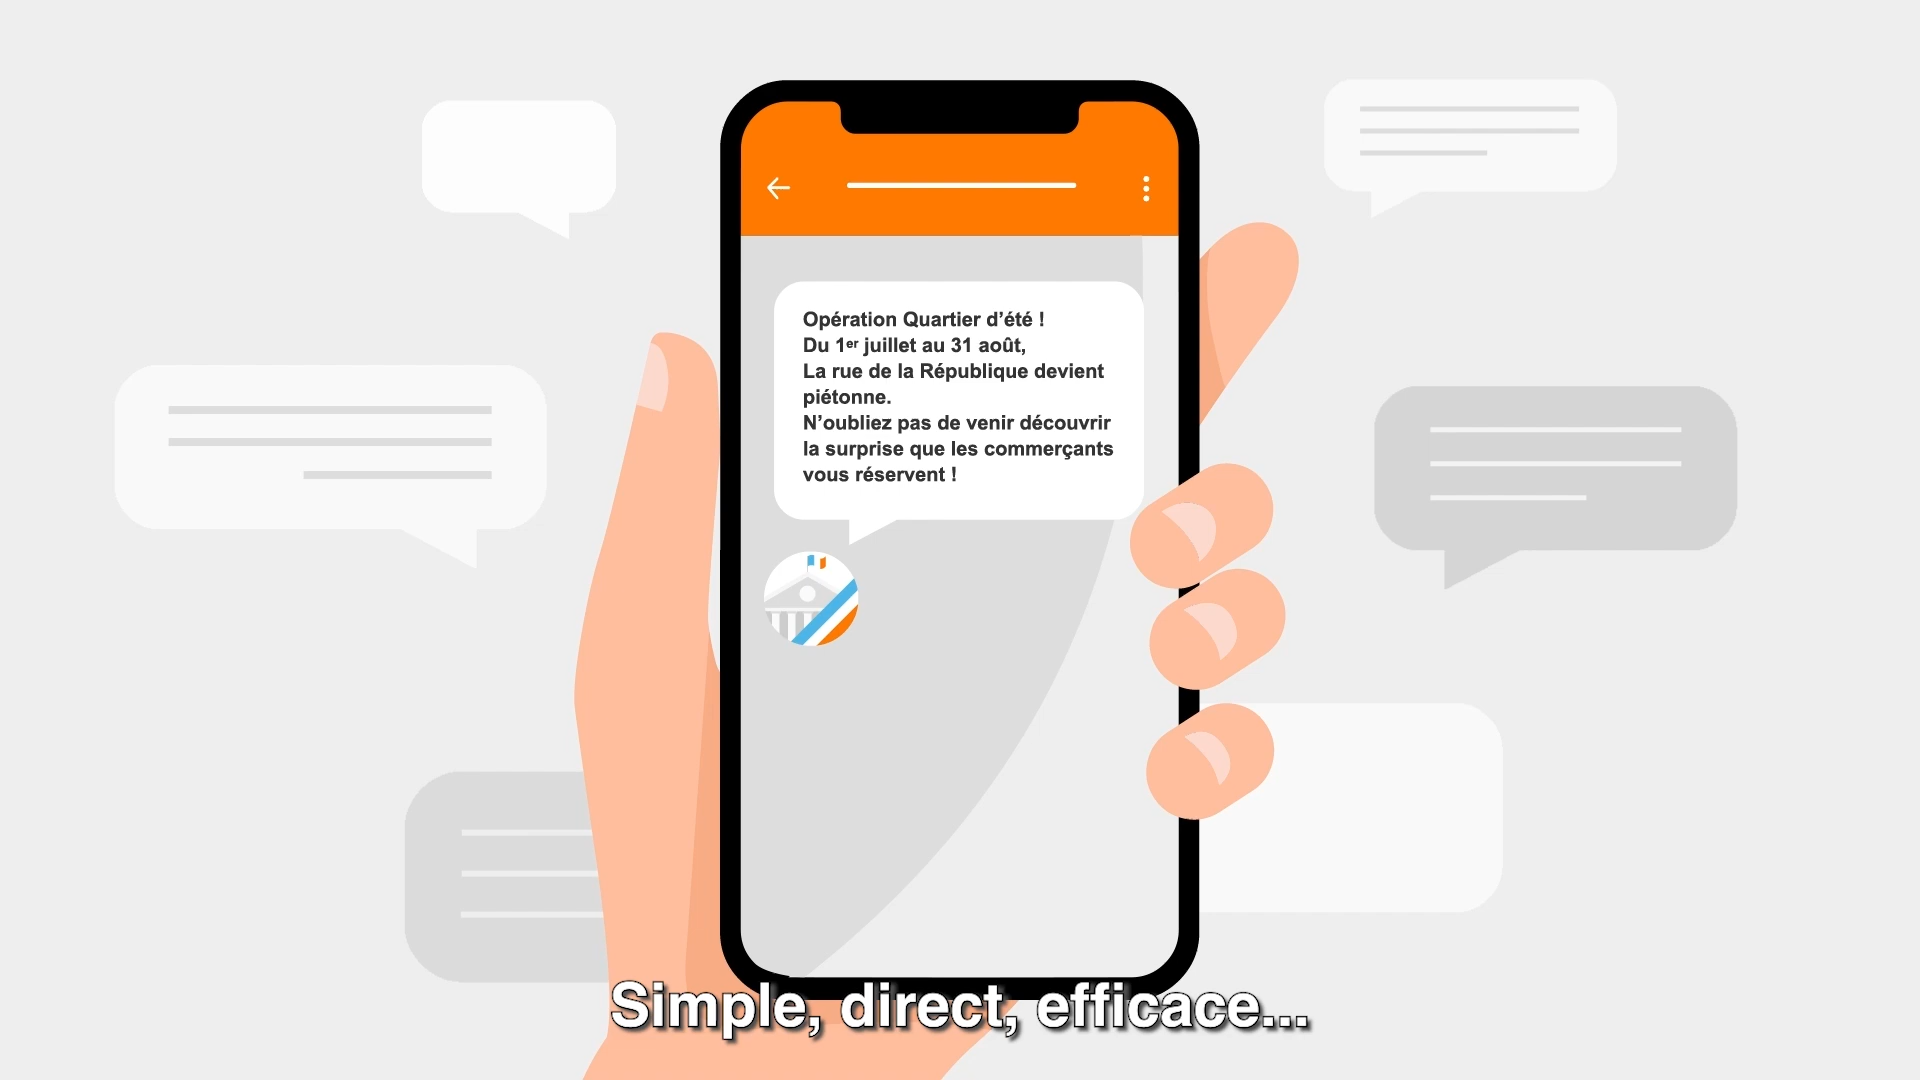 Opération Quartier d’été !
Du 1er juillet au 31 août,
La rue de la République devient
piétonne.
N’oubliez pas de venir découvrir
la surprise que les commerçants
vous réservent !
Simple, direct, efficace...